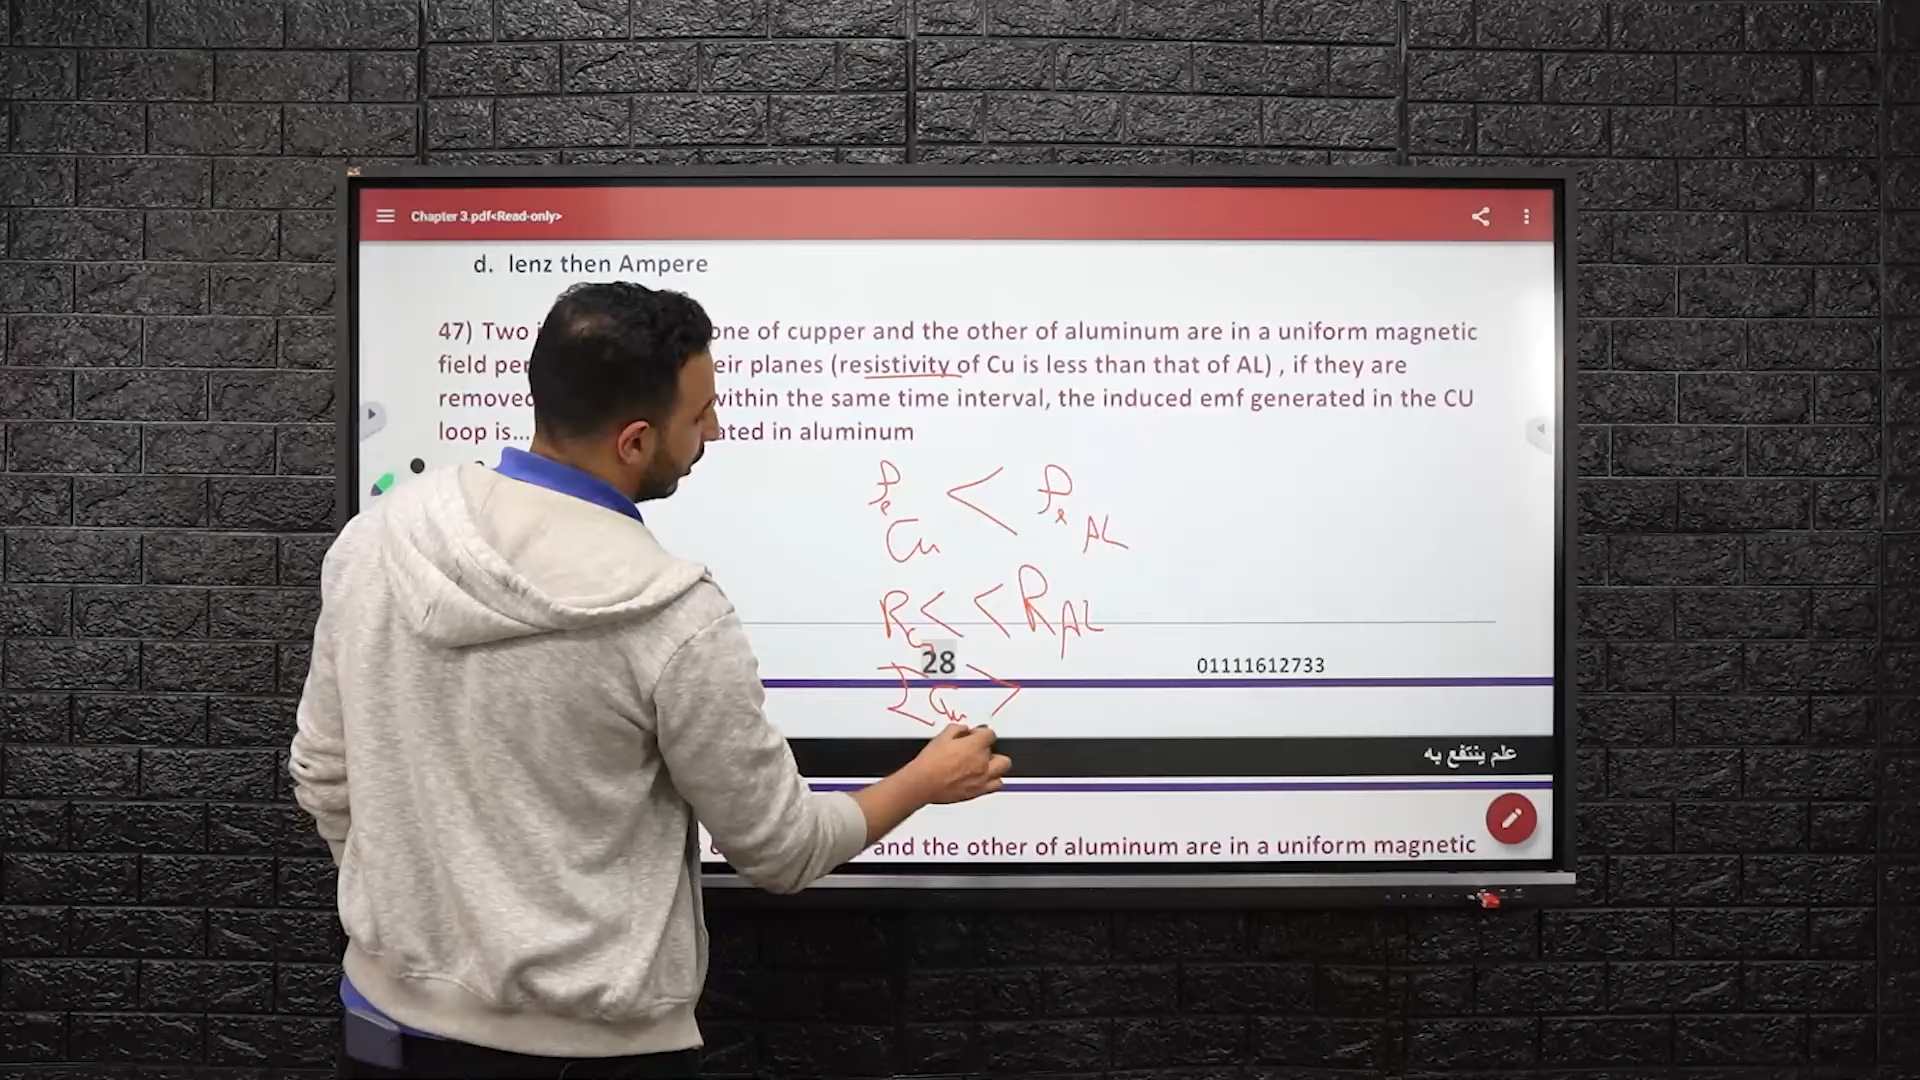 Chapter 3.pdf<Read-only>
d. lenz then Ampere
47) Two one of cupper and the other of aluminum are in a uniform magnetic
field eir planes (resistivity of Cu is less than that of AL) , if they are
removed within the same time interval, the induced emf generated in the CU
loop is... ated in aluminum
ρe Cu < ρe AL
R < < R AL
28
01111612733
Cu >
علم ينتفع به
and the other of aluminum are in a uniform magnetic